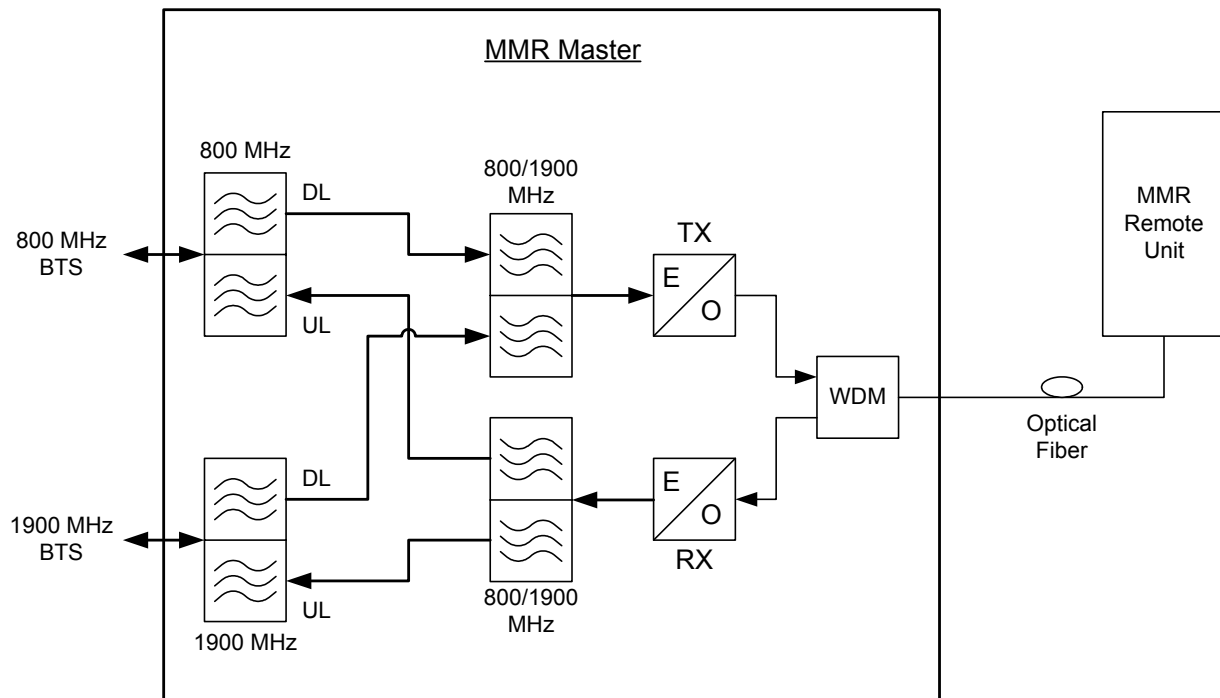 MMR Master
800 MHz
DL
800/1900
MHz
MMR
Remote
Unit
800 MHz
BTS
TX
E
O
UL
WDM
Optical
Fiber
DL
E
O
1900 MHz
BTS
RX
UL
800/1900
MHz
1900 MHz